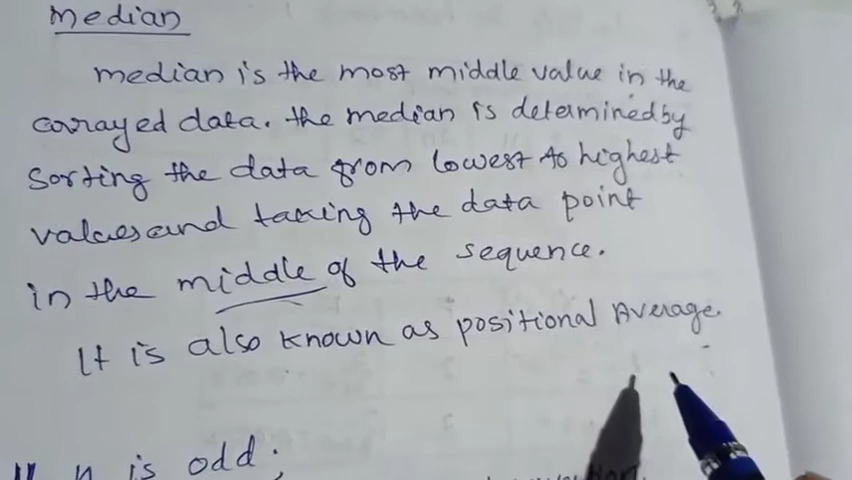 Median
median is the most middle value in the
arrayed data. the median is determined by
Sorting the data from lowest to highest
values and taking the data point
in the middle of the sequence.
It is also known as positional Average.
n is odd;